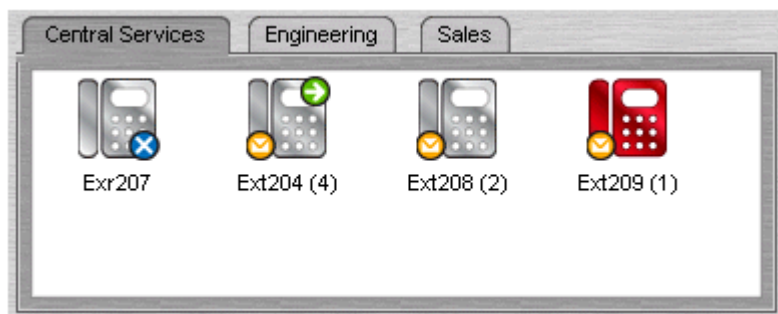 Central Services Engineering Sales
Exr207 Ext204 (4) Ext208 (2) Ext209 (1)